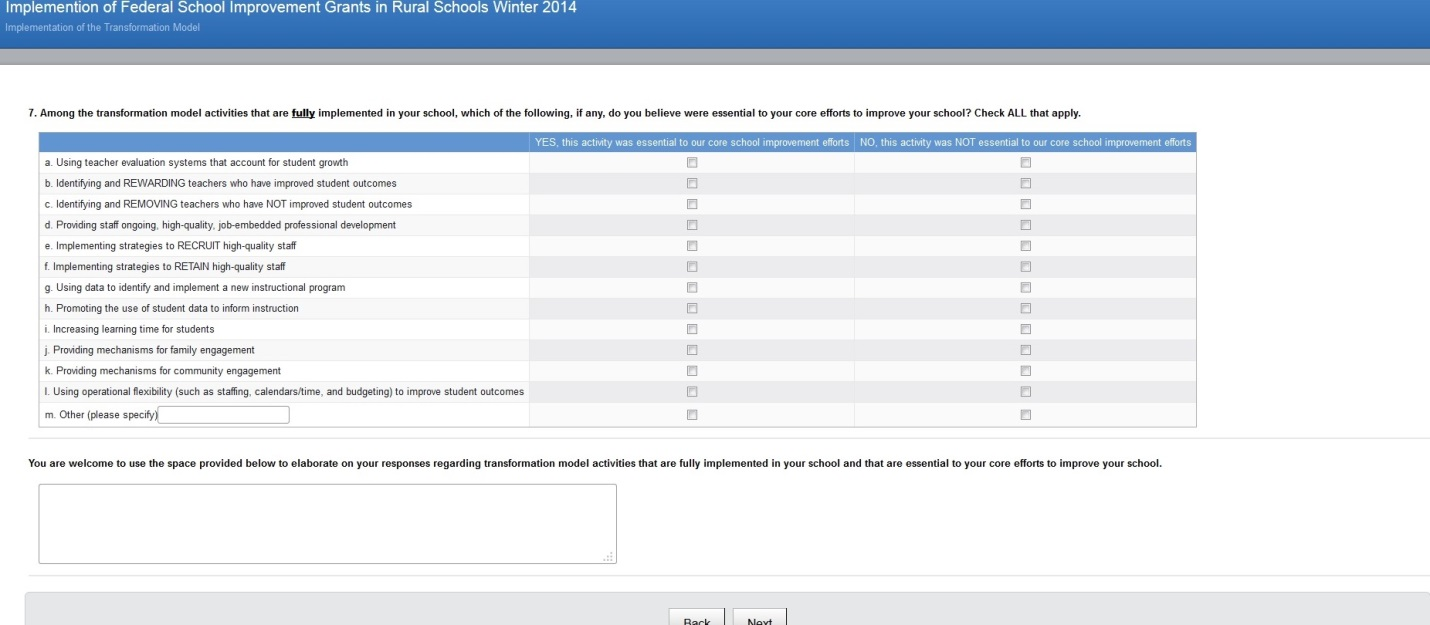 Implemention of Federal School Improvement Grants in Rural Schools Winter 2014
Implementation of the Transformation Model
7. Among the transformation model activities that are fully implemented in your school, which of the following, if any, do you believe were essential to your core efforts to improve your school? Check ALL that apply.
YES, this activity was essential to our core school improvement efforts NO, this activity was NOT essential to our core school improvement efforts
a. Using teacher evaluation systems that account for student growth
b. Identifying and REWARDING teachers who have improved student outcomes
c. Identifying and REMOVING teachers who have NOT improved student outcomes
d. Providing staff ongoing, high-quality, job-embedded professional development
e. Implementing strategies to RECRUIT high-quality staff
f. Implementing strategies to RETAIN high-quality staff
g. Using data to identify and implement a new instructional program
h. Promoting the use of student data to inform instruction
i. Increasing learning time for students
j. Providing mechanisms for family engagement
k. Providing mechanisms for community engagement
l. Using operational flexibility (such as staffing, calendars/time, and budgeting) to improve student outcomes
m. Other (please specify)
You are welcome to use the space provided below to elaborate on your responses regarding transformation model activities that are fully implemented in your school and that are essential to your core efforts to improve your school.
Back Next